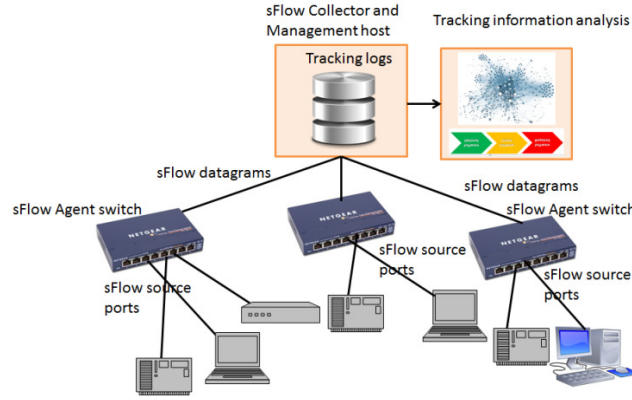 sFlow Collector and
Management host
Tracking information analysis
Tracking logs
sFlow datagrams
sFlow datagrams
sFlow Agent switch
sFlow Agent switch
NETGEAR
NETGEAR
NETGEAR
sFlow source
ports
sFlow source
ports
sFlow source
ports